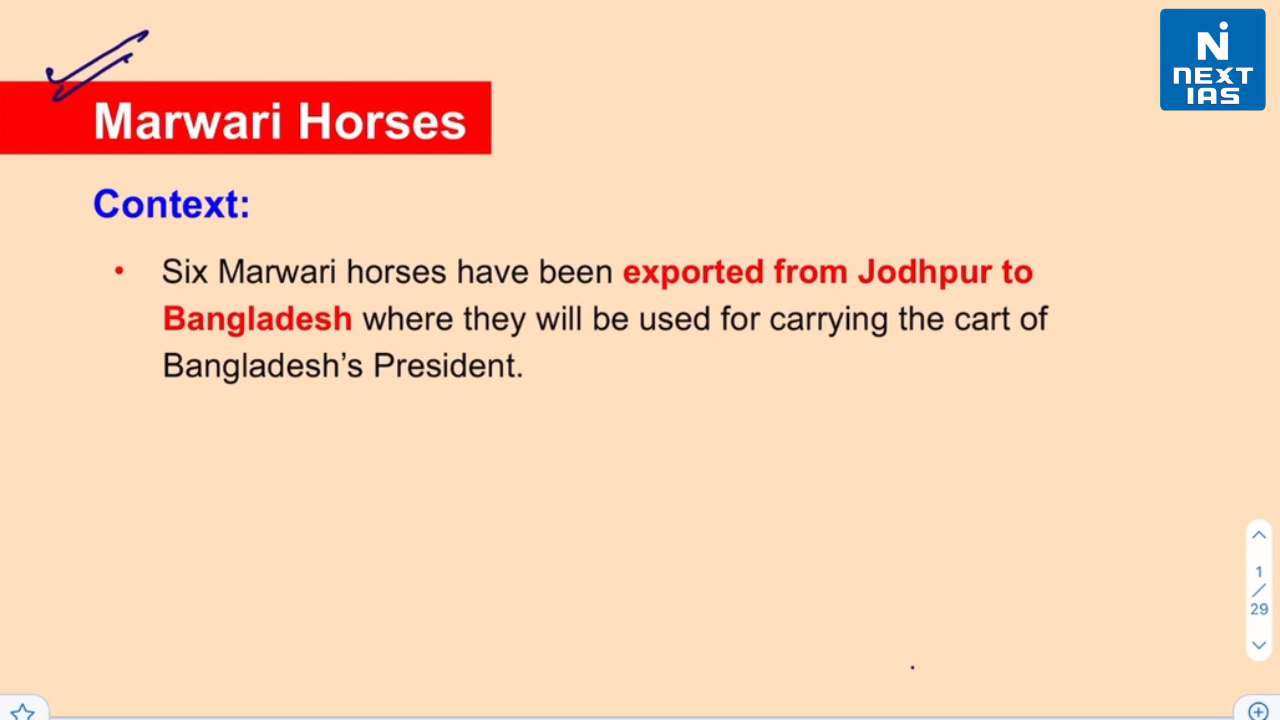 NEXT
IAS
Marwari Horses
Context:
• Six Marwari horses have been exported from Jodhpur to
Bangladesh where they will be used for carrying the cart of
Bangladesh’s President.
1
/
29